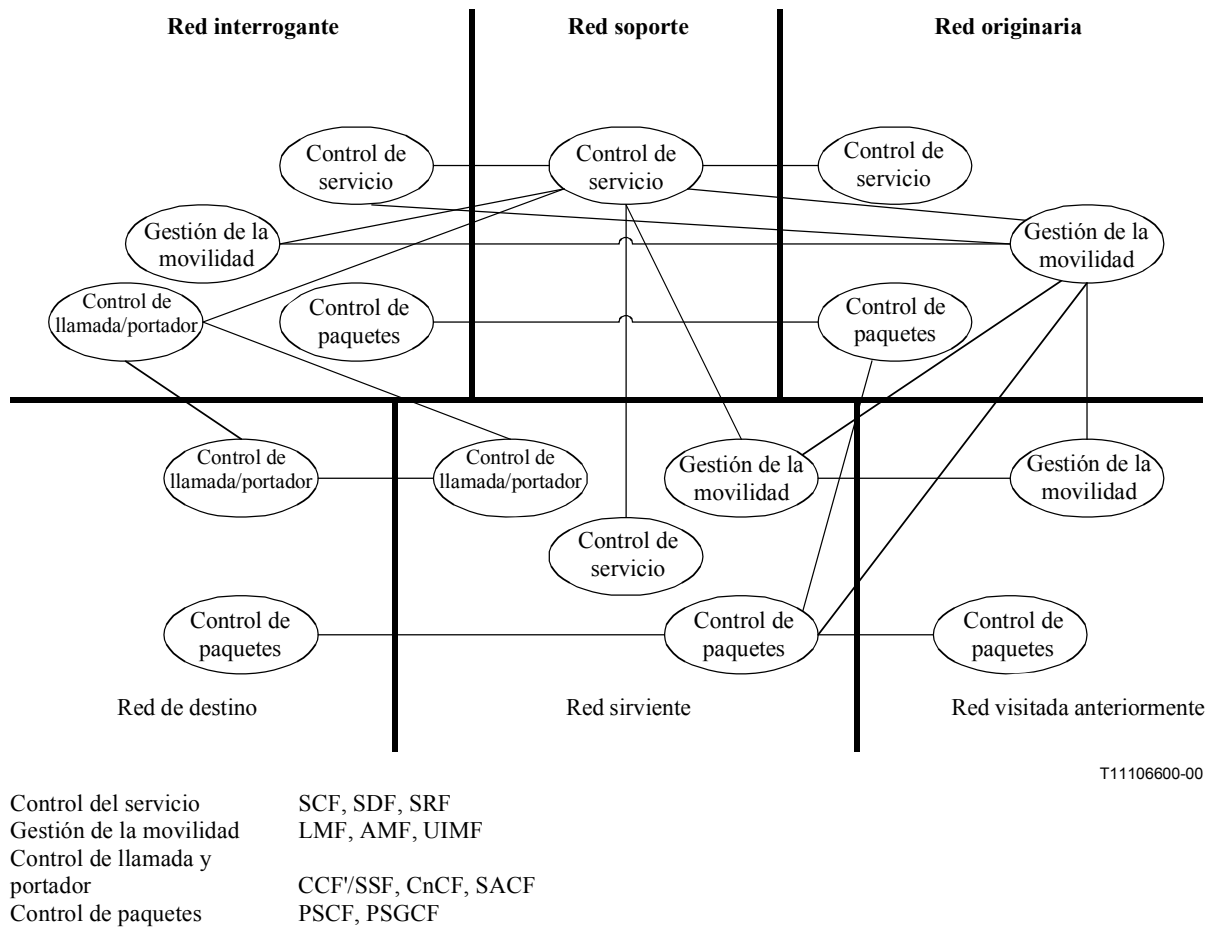 Red interrogante
Red soporte
Red originaria
Control de
servicio
Control de
servicio
Control de
servicio
Gestión de la
movilidad
Gestión de la
movilidad
Control de
llamada/portador
Control de
paquetes
Control de
paquetes
Control de
llamada/portador
Control de
llamada/portador
Gestión de la
movilidad
Gestión de la
movilidad
Control de
servicio
Control de
paquetes
Control de
paquetes
Control de
paquetes
Red de destino
Red sirviente
Red visitada anteriormente
T11106600-00
Control del servicio SCF, SDF, SRF
Gestión de la movilidad LMF, AMF, UIMF
Control de llamada y
portador CCF'/SSF, CnCF, SACF
Control de paquetes PSCF, PSGCF